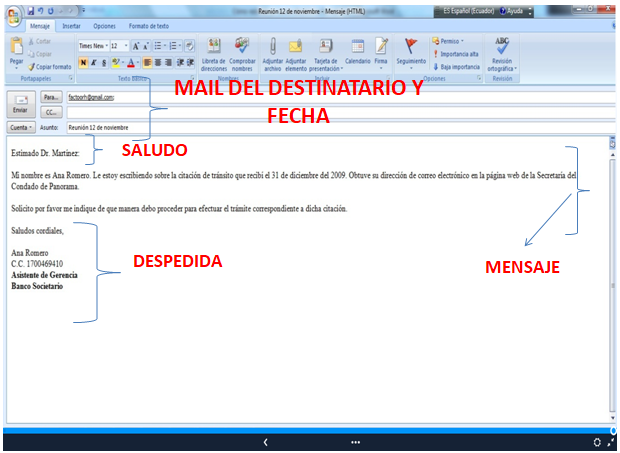 Reunión 12 de noviembre - Mensaje (HTML)
ES Español (Ecuador)
Ayuda
Mensaje
Insertar
Opciones
Formato de texto
Cortar
Copiar
Copiar formato
Pegar
Portapapeles
Times New
12
N K S
Texto básico
Libreta de direcciones
Comprobar nombres
Nombres
Adjuntar archivo
Adjuntar elemento
Tarjeta de presentación
Calendario
Firma
Seguimiento
Permiso
Importancia alta
Baja importancia
Opciones
ABC
Revisión ortográfica
Revisión
MAIL DEL DESTINATARIO Y
FECHA
Enviar
Para...
factoorh@gmail.com;
CC...
Cuenta
Asunto:
Reunión 12 de noviembre
Estimado Dr. Martinez:
SALUDO
Mi nombre es Ana Romero. Le estoy escribiendo sobre la citación de tránsito que recibí el 31 de diciembre del 2009. Obtuve su dirección de correo electrónico en la página web de la Secretaría del
Condado de Panorama.
Solicito por favor me indique de que manera debo proceder para efectuar el trámite correspondiente a dicha citación.
Saludos cordiales,
Ana Romero
C.C. 1700469410
Asistente de Gerencia
Banco Societario
DESPEDIDA
MENSAJE